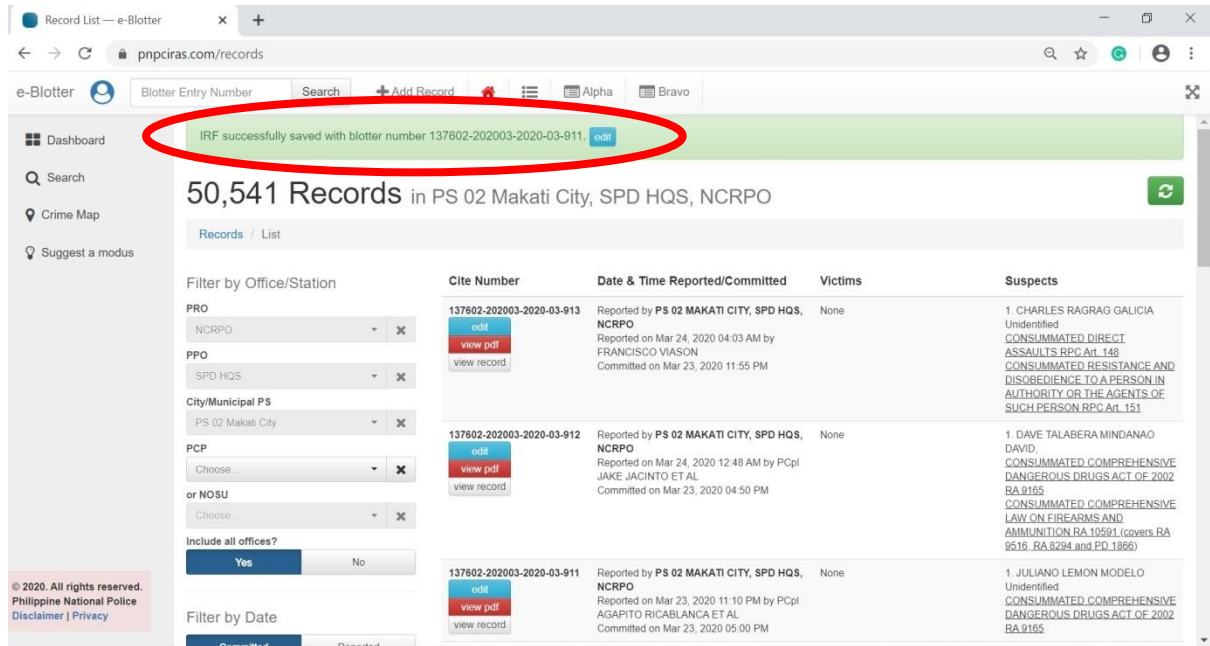 Record List — e-Blotter
pnpciras.com/records
e-Blotter
Blotter Entry Number
Search
Add Record
Alpha
Bravo
Dashboard
Search
Crime Map
Suggest a modus
© 2020. All rights reserved.
Philippine National Police
Disclaimer | Privacy
IRF successfully saved with blotter number 137602-202003-2020-03-911. edit
50,541 Records in PS 02 Makati City, SPD HQS, NCRPO
Records / List
Filter by Office/Station
PRO
NCRPO
PPO
SPD HQS
City/Municipal PS
PS 02 Makati City
PCP
Choose...
or NOSU
Choose...
Include all offices?
Yes No
Filter by Date
Committed Reported
Cite Number Date & Time Reported/Committed Victims Suspects
137602-202003-2020-03-913
edit
view pdf
view record
Reported by PS 02 MAKATI CITY, SPD HQS,
NCRPO
Reported on Mar 24, 2020 04:03 AM by
FRANCISCO VIASON
Committed on Mar 23, 2020 11:55 PM
None
1. CHARLES RAGRAG GALICIA
Unidentified
CONSUMMATED DIRECT
ASSAULTS RPC Art. 148
CONSUMMATED RESISTANCE AND
DISOBEDIENCE TO A PERSON IN
AUTHORITY OR THE AGENTS OF
SUCH PERSON RPC Art. 151
137602-202003-2020-03-912
edit
view pdf
view record
Reported by PS 02 MAKATI CITY, SPD HQS,
NCRPO
Reported on Mar 24, 2020 12:48 AM by PCpl
JAKE JACINTO ET AL
Committed on Mar 23, 2020 04:50 PM
None
1. DAVE TALABERA MINDANAO
DAVID,
CONSUMMATED COMPREHENSIVE
DANGEROUS DRUGS ACT OF 2002
RA 9165
CONSUMMATED COMPREHENSIVE
LAW ON FIREARMS AND
AMMUNITION RA 10591 (covers RA
9516, RA 8294 and PD 1866)
137602-202003-2020-03-911
edit
view pdf
view record
Reported by PS 02 MAKATI CITY, SPD HQS,
NCRPO
Reported on Mar 23, 2020 11:10 PM by PCpl
AGAPITO RICABLANCA ET AL
Committed on Mar 23, 2020 05:00 PM
None
1. JULIANO LEMON MODELO
Unidentified
CONSUMMATED COMPREHENSIVE
DANGEROUS DRUGS ACT OF 2002
RA 9165